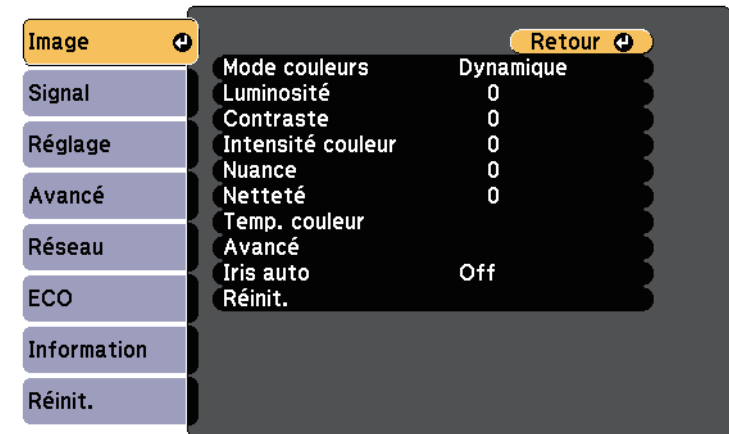 Image
Signal
Réglage
Avancé
Réseau
ECO
Information
Réinit.
Retour
Mode couleurs Dynamique
Luminosité 0
Contraste 0
Intensité couleur 0
Nuance 0
Netteté 0
Temp. couleur
Avancé
Iris auto Off
Réinit.